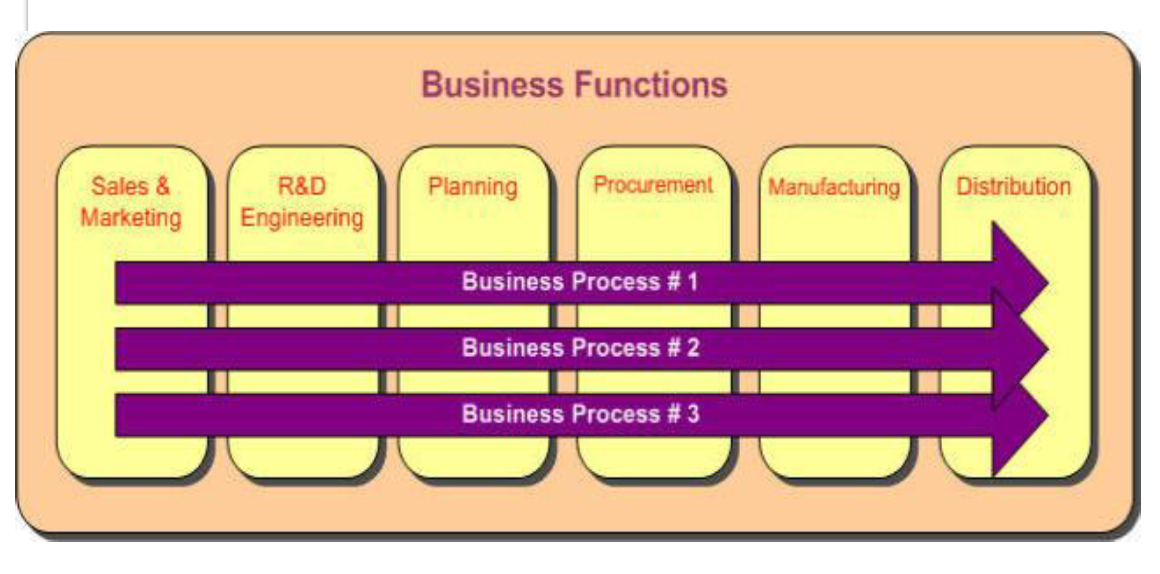 Business Functions
Sales &
Marketing
R&D
Engineering
Planning
Procurement
Manufacturing
Distribution
Business Process # 1
Business Process # 2
Business Process # 3